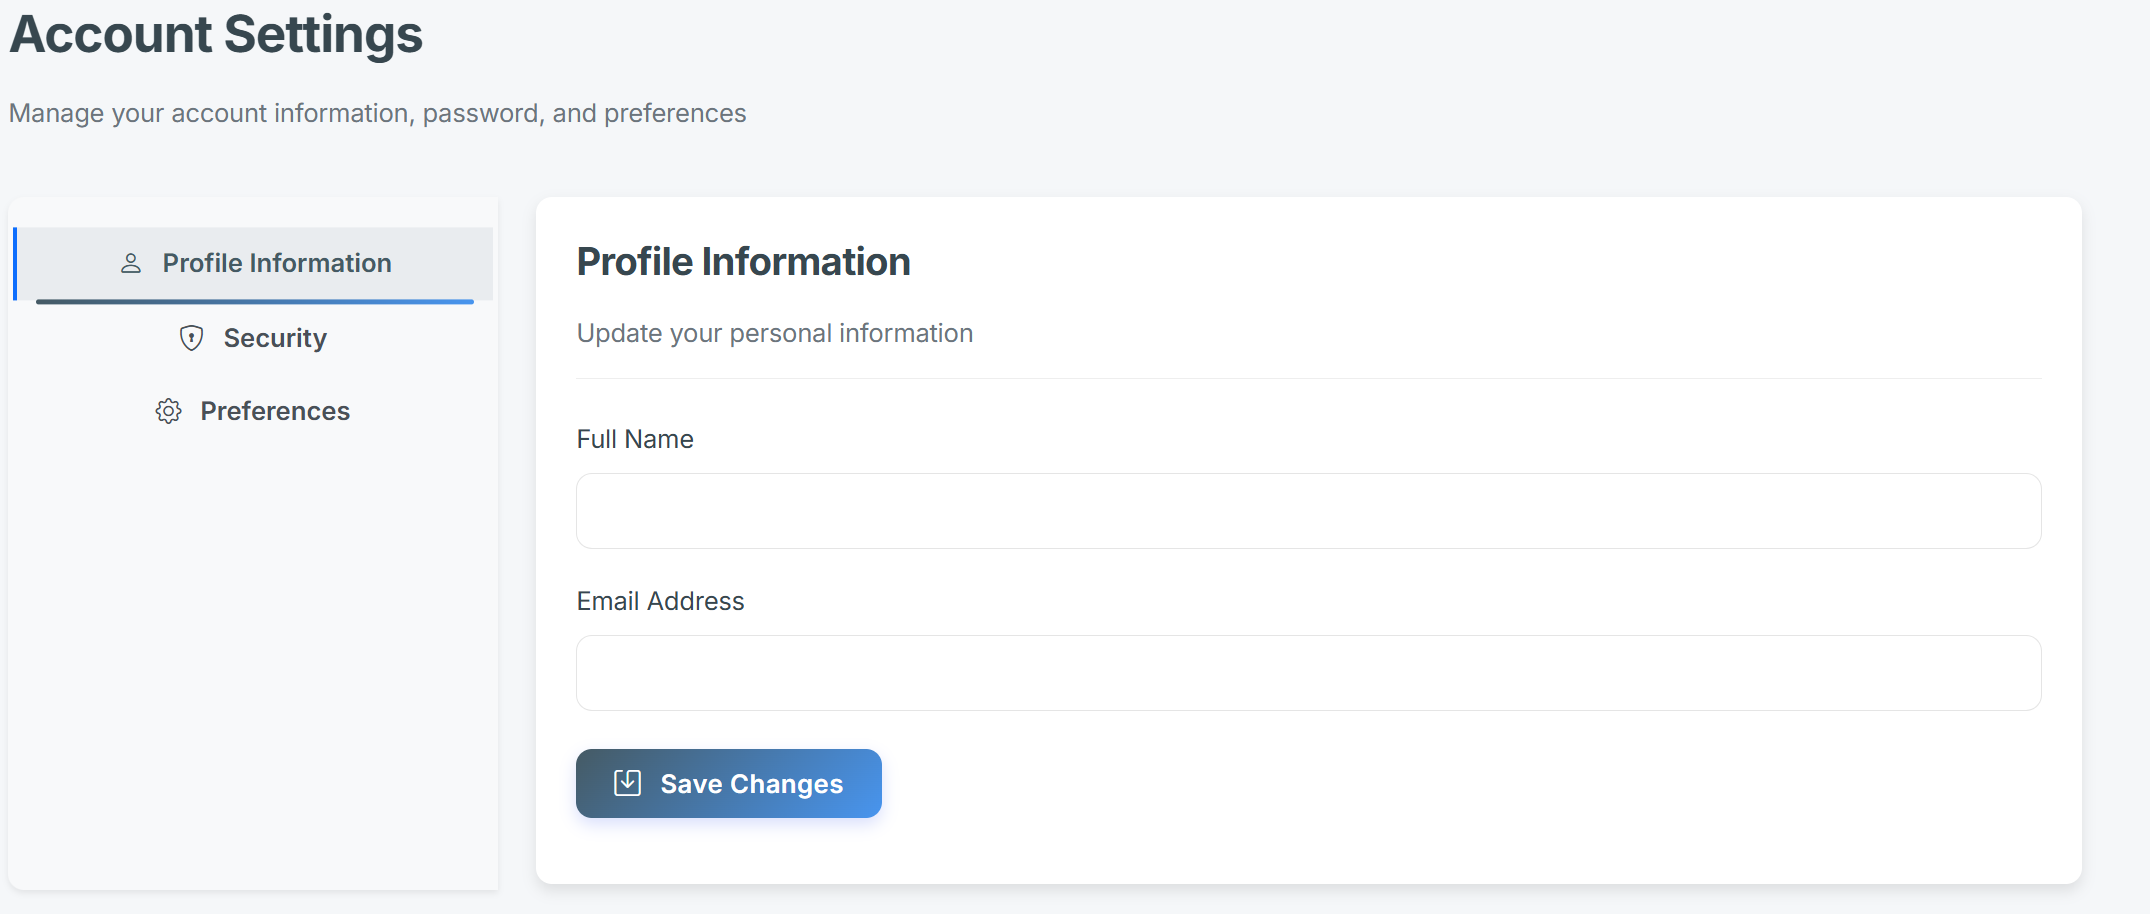 Account Settings
Manage your account information, password, and preferences
Profile Information
Security
Preferences
Profile Information
Update your personal information
Full Name
Email Address
Save Changes